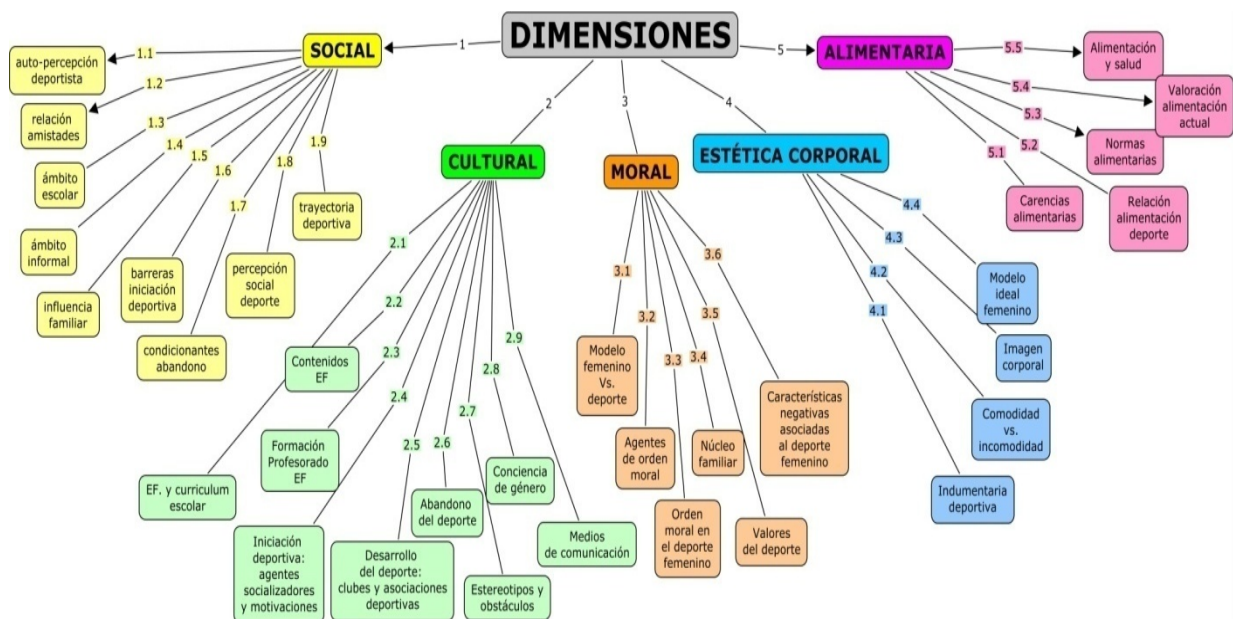 DIMENSIONES
1
2
3
4
5
SOCIAL
1.1
auto-percepción
deportista
1.2
relación
amistades
1.3
ámbito
escolar
1.4
ámbito
informal
1.5
influencia
familiar
1.6
barreras
iniciación
deportiva
1.7
condicionantes
abandono
1.8
percepción
social
deporte
1.9
trayectoria
deportiva
CULTURAL
2.1
EF. y curriculum
escolar
2.2
Contenidos
EF
2.3
Formación
Profesorado
EF
2.4
Iniciación
deportiva:
agentes
socializadores
y motivaciones
2.5
Desarrollo
del deporte:
clubes y asociaciones
deportivas
2.6
Abandono
del deporte
2.7
Estereotipos y
obstáculos
2.8
Conciencia
de género
2.9
Medios
de comunicación
MORAL
3.1
Modelo
femenino
Vs.
deporte
3.2
Agentes
de orden
moral
3.3
Orden
moral en
el deporte
femenino
3.4
Núcleo
familiar
3.5
Valores
del deporte
3.6
Características
negativas
asociadas
al deporte
femenino
ESTÉTICA CORPORAL
4.1
Indumentaria
deportiva
4.2
Comodidad
vs.
incomodidad
4.3
Imagen
corporal
4.4
Modelo
ideal
femenino
ALIMENTARIA
5.1
Carencias
alimentarias
5.2
Relación
alimentación
deporte
5.3
Normas
alimentarias
5.4
Valoración
alimentación
actual
5.5
Alimentación
y salud